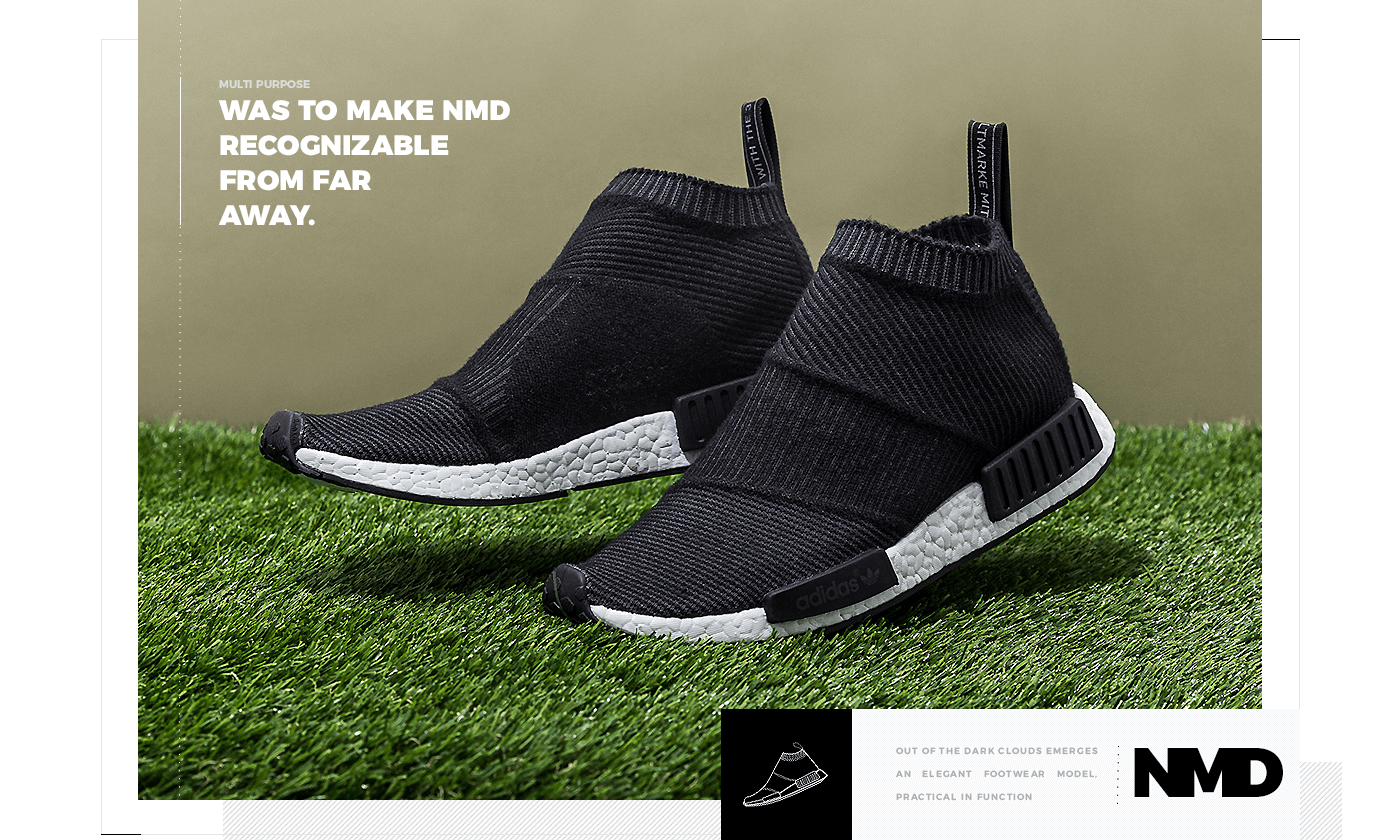 MULTI PURPOSE
WAS TO MAKE NMD
RECOGNIZABLE
FROM FAR
AWAY.
WITH THE
LTMARKE MIT
adidas
OUT OF THE DARK CLOUDS EMERGES
AN ELEGANT FOOTWEAR MODEL,
PRACTICAL IN FUNCTION
NMD